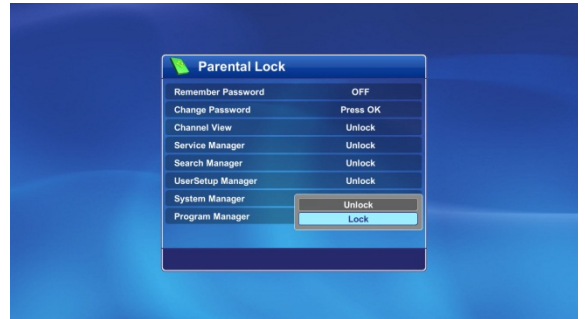 Parental Lock
Remember Password OFF
Change Password Press OK
Channel View Unlock
Service Manager Unlock
Search Manager Unlock
UserSetup Manager Unlock
System Manager Unlock
Program Manager Lock